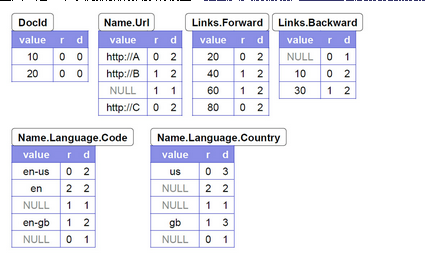 DocId
value r d
10 0 0
20 0 0
Name.Url
value r d
http://A 0 2
http://B 1 2
NULL 1 1
http://C 0 2
Links.Forward
value r d
20 0 2
40 1 2
60 1 2
80 0 2
Links.Backward
value r d
NULL 0 1
10 0 2
30 1 2
Name.Language.Code
value r d
en-us 0 2
en 2 2
NULL 1 1
en-gb 1 2
NULL 0 1
Name.Language.Country
value r d
us 0 3
NULL 2 2
NULL 1 1
gb 1 3
NULL 0 1